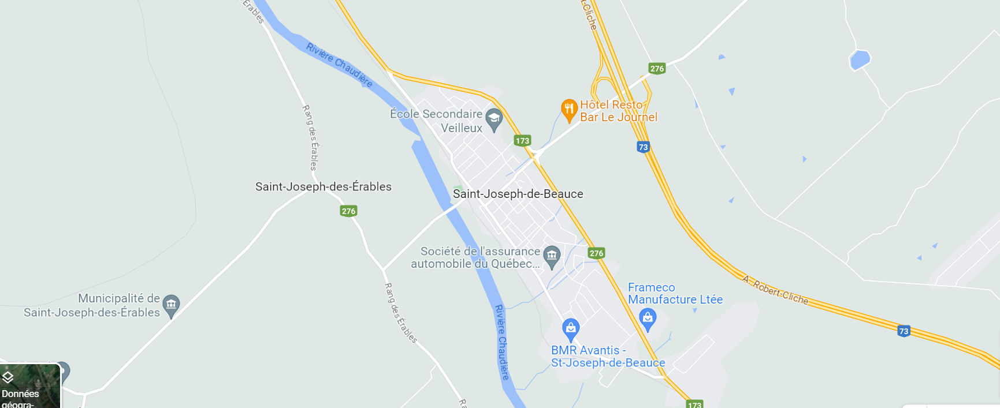 Érables
t-Cliche
Rivière Chaudière
276
Hôtel Resto
Bar Le Journel
École Secondaire
Veilleux
Rang des Érables
173
73
Saint-Joseph-des-Érables
Saint-Joseph-de-Beauce
276
Société de l'assurance
automobile du Québec...
276
A. Robert-Cliche
Frameco
Manufacture Ltée
Municipalité de
Saint-Joseph-des-Érables
Rang des Érables
Rivière Chaudière
73
BMR Avantis -
St-Joseph-de-Beauce
Données
géogra-
Ra
173